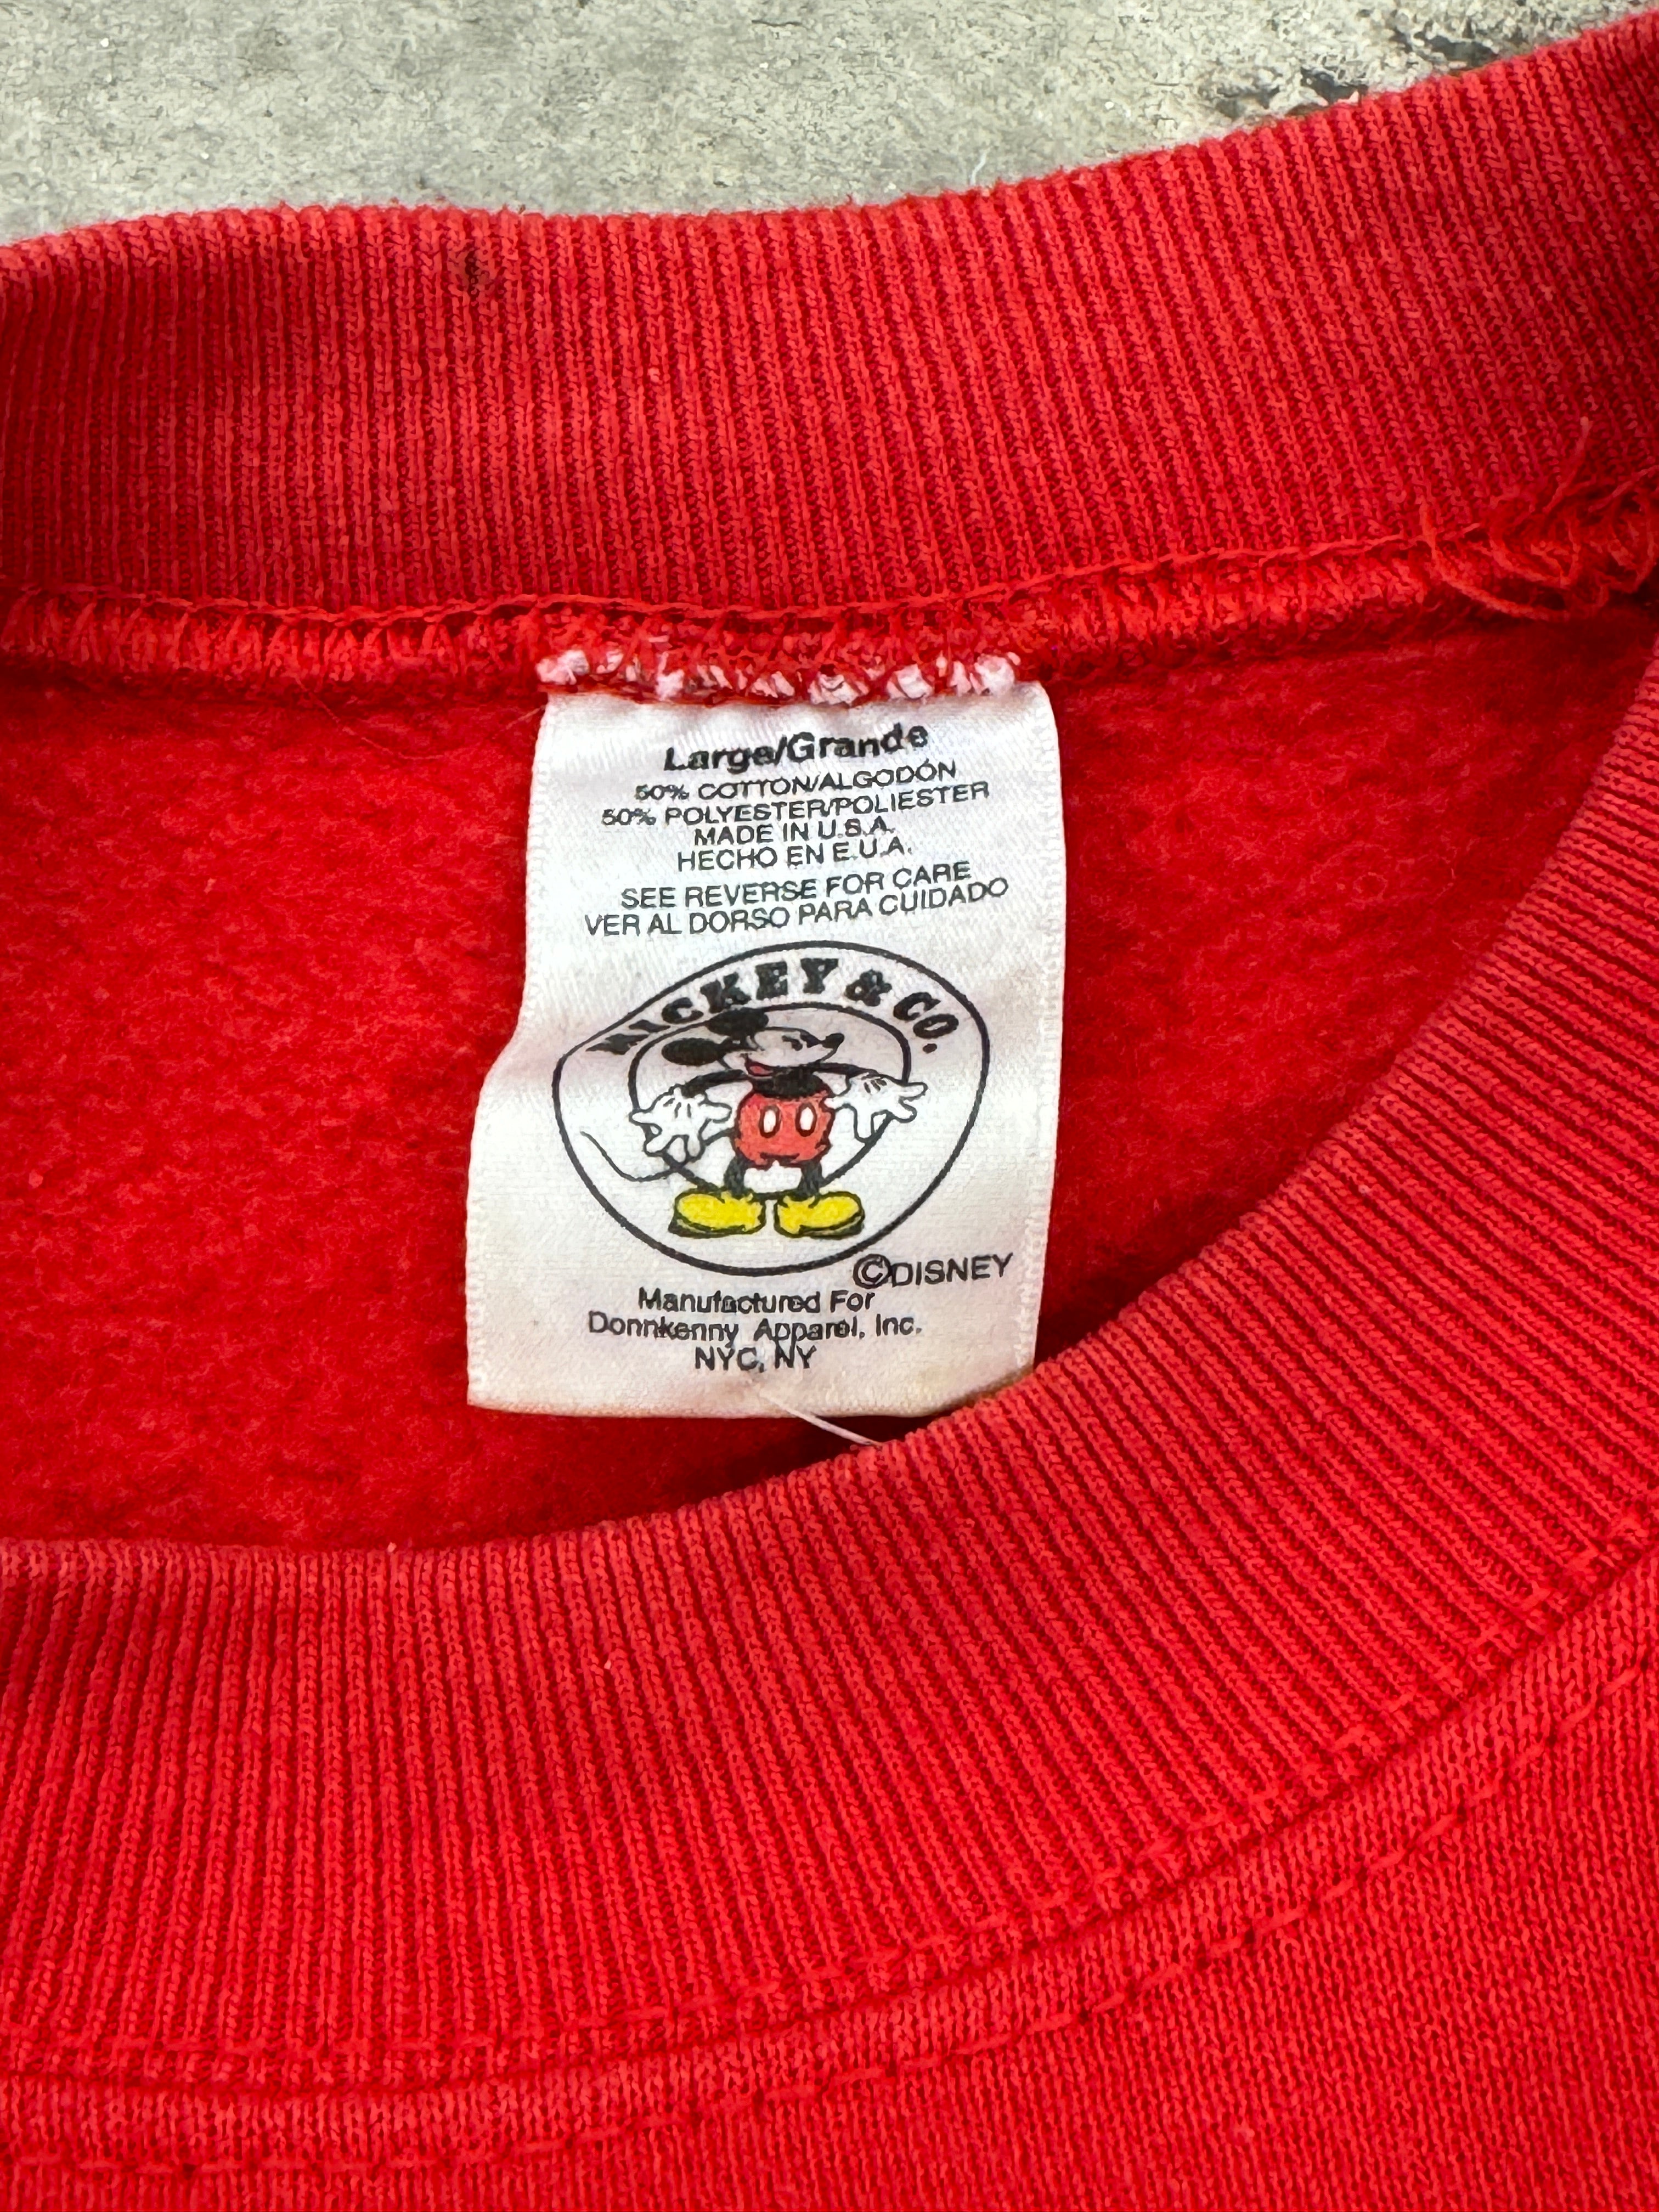 Large/Grande
50% COTTON/ALGODÓN
50% POLYESTER/POLIESTER
MADE IN U.S.A.
HECHO EN E.U.A.
SEE REVERSE FOR CARE
VER AL DORSO PARA CUIDADO
MICKEY & CO.
©DISNEY
Manufactured For
Donnkenny Apparel, Inc.
NYC, NY